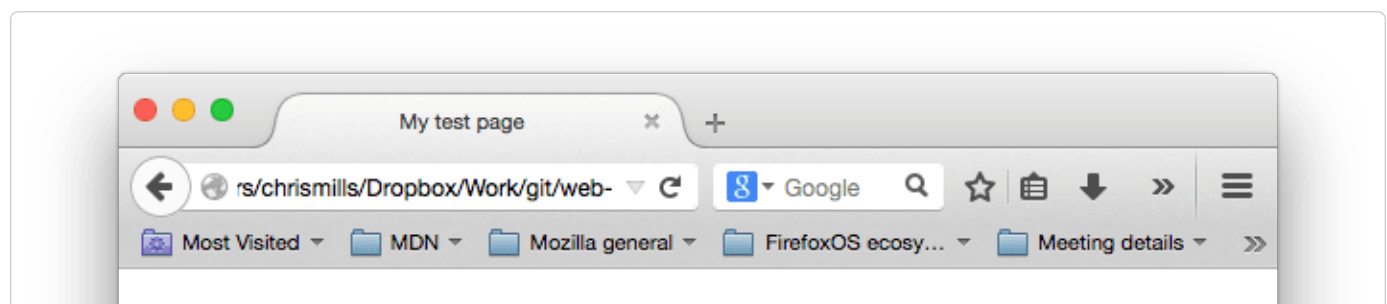 My test page
rs/chrismills/Dropbox/Work/git/web-
Google
Most Visited MDN Mozilla general FirefoxOS ecosy... Meeting details